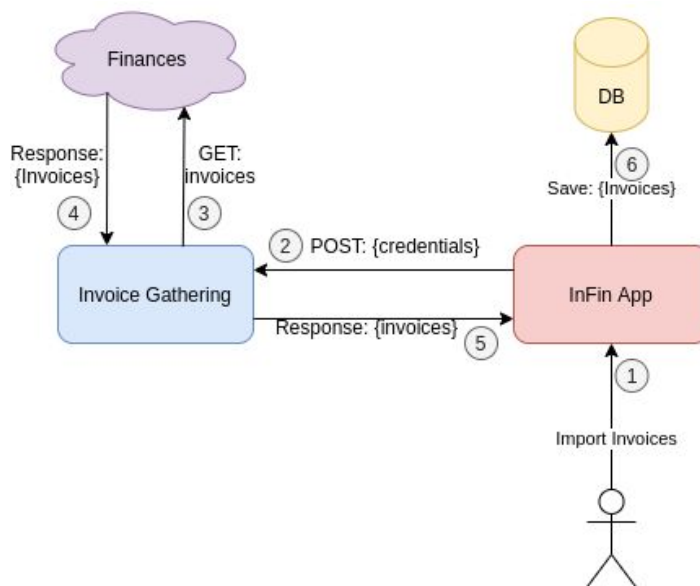 Finances
DB
Response:
{Invoices}
4
GET:
invoices
3
6
Save: {Invoices}
2
POST: {credentials}
Invoice Gathering
InFin App
Response: {invoices}
5
1
Import Invoices